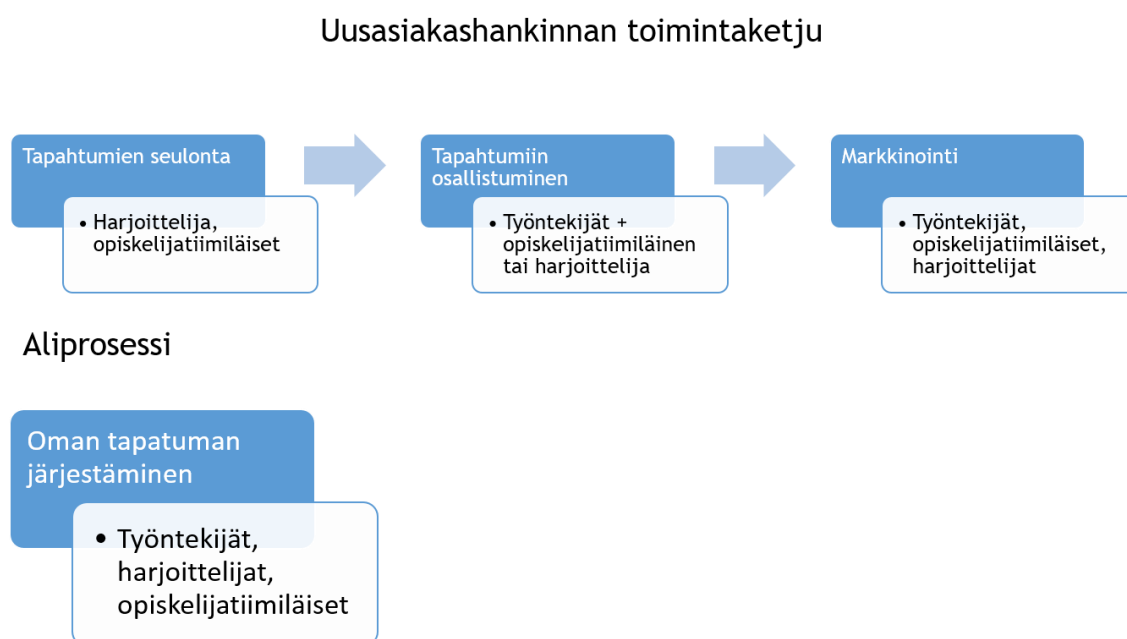 Uusasiakashankinnan toimintaketju
Tapahtumien seulonta
• Harjoittelija,
opiskelijatiimiläiset
Tapahtumiin
osallistuminen
• Työntekijät +
opiskelijatiimiläinen
tai harjoittelija
Markkinointi
• Työntekijät,
opiskelijatiimiläiset,
harjoittelijat
Aliprosessi
Oman tapatuman
järjestäminen
• Työntekijät,
harjoittelijat,
opiskelijatiimiläiset